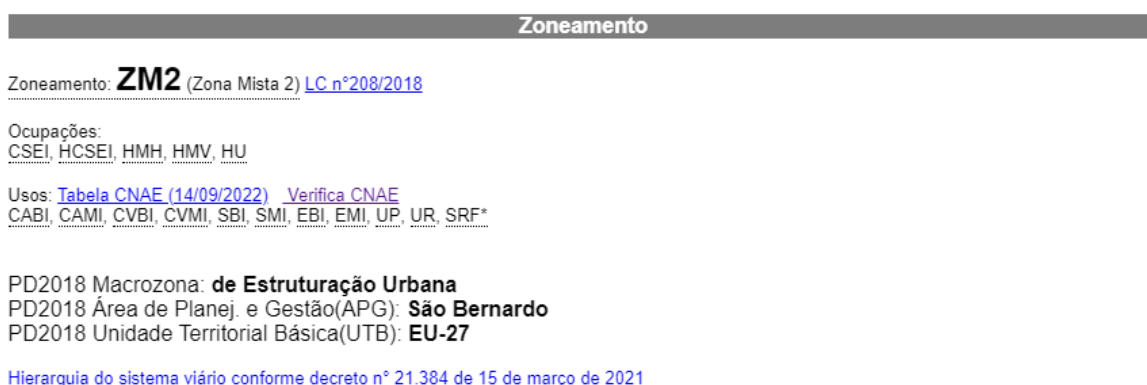 Zoneamento
Zoneamento: ZM2 (Zona Mista 2) LC n°208/2018
Ocupações:
CSEI, HCSEI, HMH, HMV, HU
Usos: Tabela CNAE (14/09/2022) Verifica CNAE
CABI, CAMI, CVBI, CVMI, SBI, SMI, EBI, EMI, UP, UR, SRF*
PD2018 Macrozona: de Estruturação Urbana
PD2018 Área de Planej. e Gestão(APG): São Bernardo
PD2018 Unidade Territorial Básica(UTB): EU-27
Hierarquia do sistema viário conforme decreto n° 21.384 de 15 de março de 2021